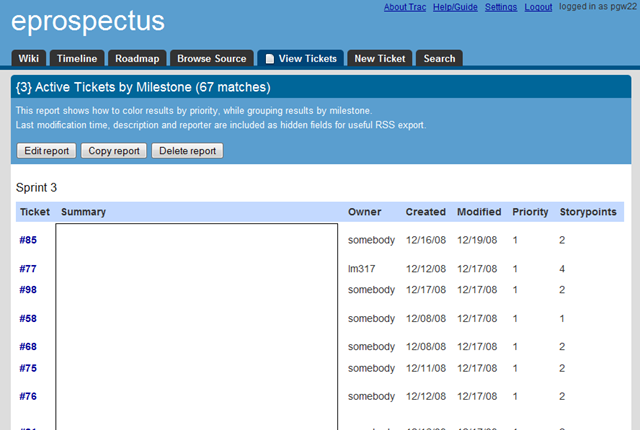 About Trac Help/Guide Settings Logout logged in as pgw22
eprospectus
Wiki Timeline Roadmap Browse Source View Tickets New Ticket Search
{3} Active Tickets by Milestone (67 matches)
This report shows how to color results by priority, while grouping results by milestone.
Last modification time, description and reporter are included as hidden fields for useful RSS export.
Edit report Copy report Delete report
Sprint 3
Ticket Summary Owner Created Modified Priority Storypoints
#85 somebody 12/16/08 12/19/08 1 2
#77 lm317 12/12/08 12/17/08 1 4
#98 somebody 12/17/08 12/17/08 1 2
#58 somebody 12/08/08 12/17/08 1 1
#68 somebody 12/08/08 12/17/08 1 2
#75 somebody 12/11/08 12/17/08 1 2
#76 somebody 12/12/08 12/17/08 1 2